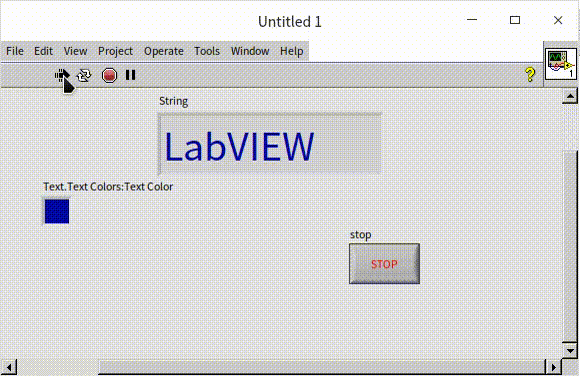 Untitled 1
File Edit View Project Operate Tools Window Help
?
1
String
LabVIEW
Text.Text Colors:Text Color
stop
STOP